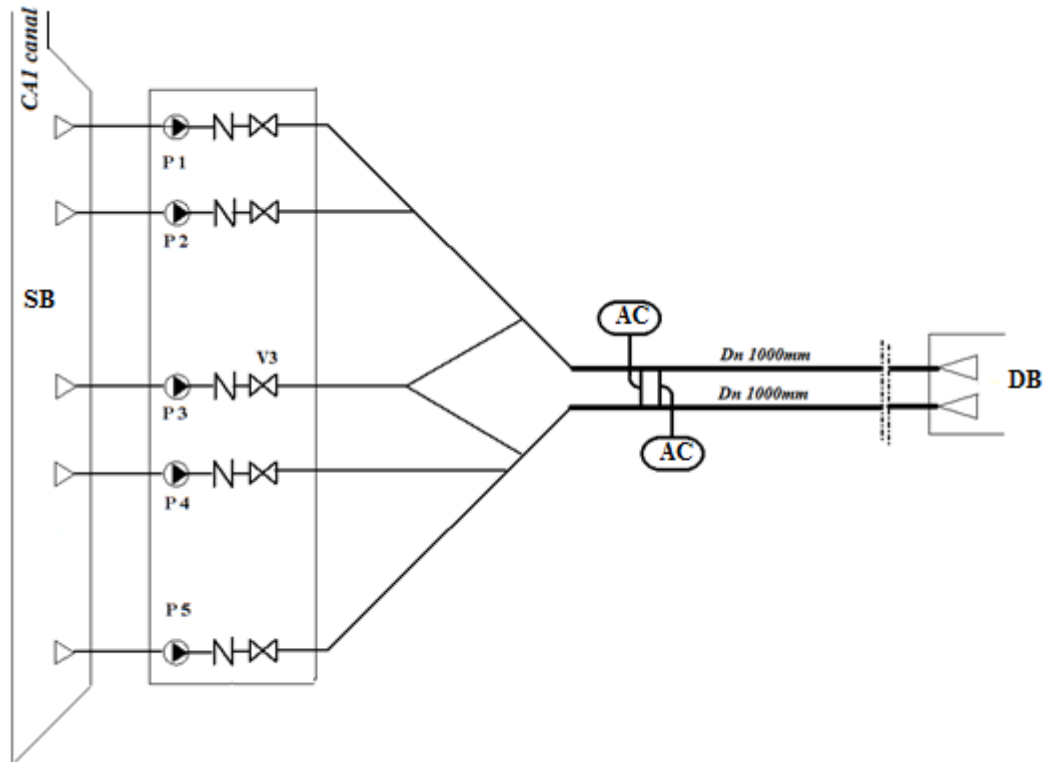 CA1 canal
P 1
P 2
SB
V3
P 3
P 4
P 5
AC
AC
Dn 1000mm
Dn 1000mm
DB